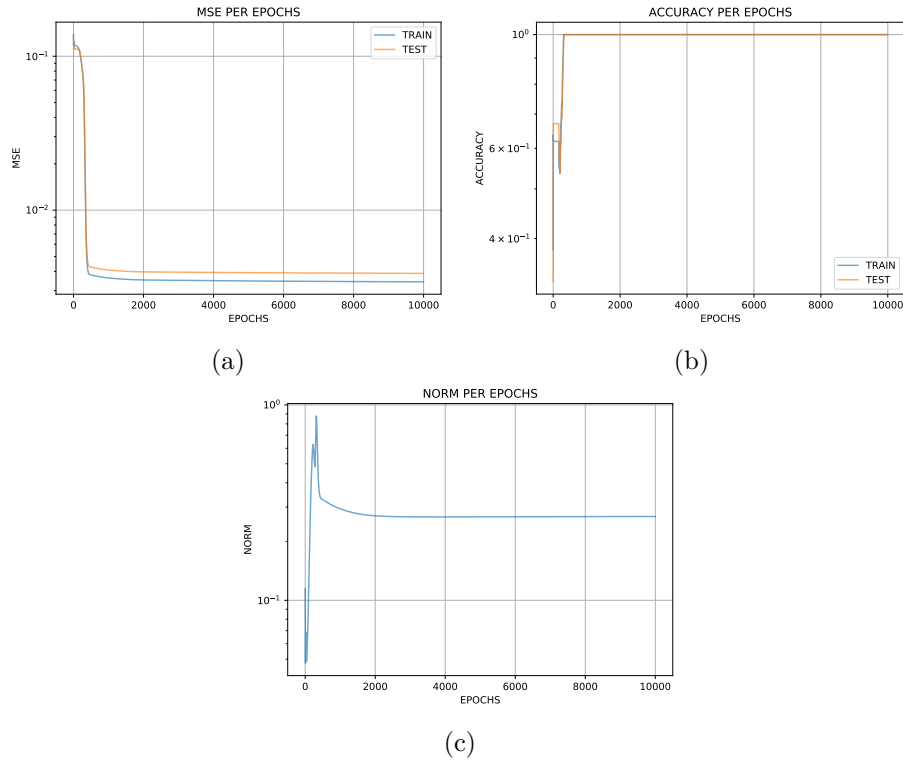 MSE PER EPOCHS
TRAIN
TEST
10⁻¹
10⁻²
MSE
0 2000 4000 6000 8000 10000
EPOCHS
(a)
ACCURACY PER EPOCHS
10⁰
6 × 10⁻¹
4 × 10⁻¹
ACCURACY
TRAIN
TEST
0 2000 4000 6000 8000 10000
EPOCHS
(b)
NORM PER EPOCHS
10⁰
10⁻¹
NORM
0 2000 4000 6000 8000 10000
EPOCHS
(c)